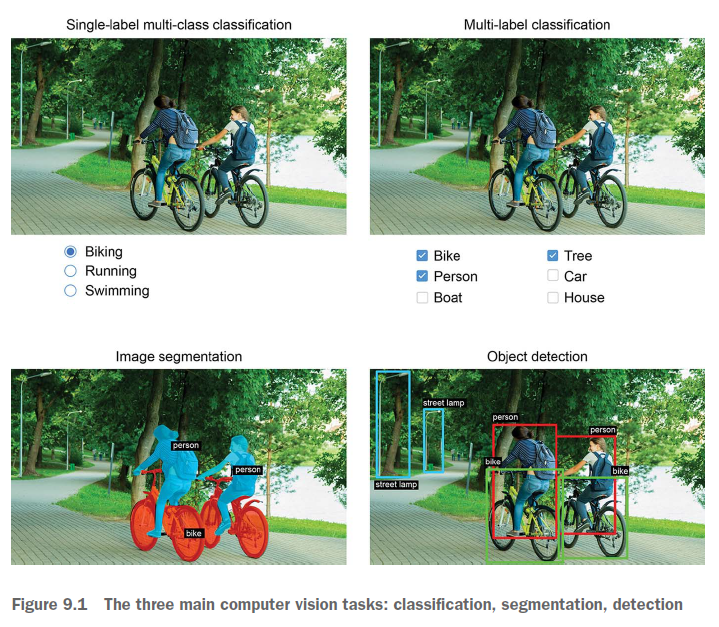 Single-label multi-class classification
Multi-label classification
Biking
Running
Swimming
Bike
Person
Boat
Tree
Car
House
Image segmentation
Object detection
person
person
bike
street lamp
street lamp
person
person
bike
bike
Figure 9.1 The three main computer vision tasks: classification, segmentation, detection